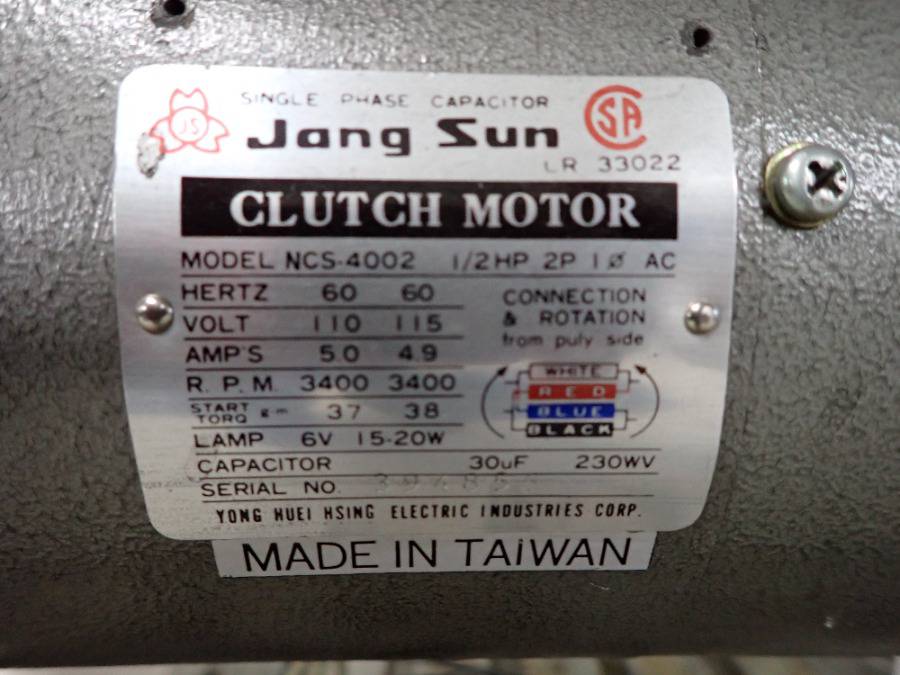 SINGLE PHASE CAPACITOR
JS
Jang Sun
SA
LR 33022
CLUTCH MOTOR
MODEL NCS-4002 1/2HP 2P 1Ø AC
HERTZ 60 60
VOLT 110 115
AMP'S 5.0 4.9
R. P. M. 3400 3400
START TORQ g-m 37 38
LAMP 6V 15-20W
CONNECTION
& ROTATION
from puly side
WHITE
RED
BLUE
BLACK
CAPACITOR 30uF 230WV
SERIAL NO.
YONG HUEI HSING ELECTRIC INDUSTRIES CORP.
MADE IN TAiWAN